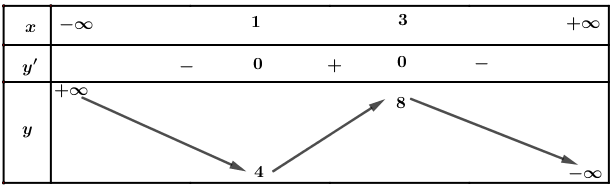 x −∞ 1 3 +∞
y′ − 0 + 0 −
+∞ 8
y
4 −∞